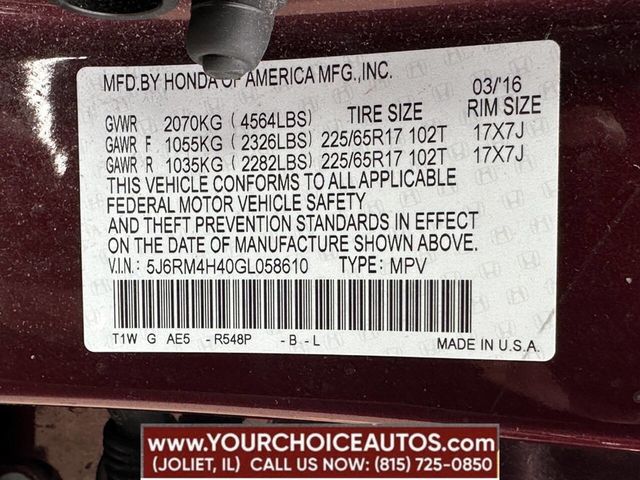 MFD.BY HONDA OF AMERICA MFG.,INC.
03/'16
GVWR 2070KG (4564LBS) TIRE SIZE RIM SIZE
GAWR F 1055KG (2326LBS) 225/65R17 102T 17X7J
GAWR R 1035KG (2282LBS) 225/65R17 102T 17X7J
THIS VEHICLE CONFORMS TO ALL APPLICABLE
FEDERAL MOTOR VEHICLE SAFETY
AND THEFT PREVENTION STANDARDS IN EFFECT
ON THE DATE OF MANUFACTURE SHOWN ABOVE.
V.I.N.: 5J6RM4H40GL058610 TYPE: MPV
T1W G AE5 - R548P - B - L MADE IN U.S.A.
WWW.YOURCHOICEAUTOS.COM
(JOLIET, IL) CALL US NOW: (815) 725-0850